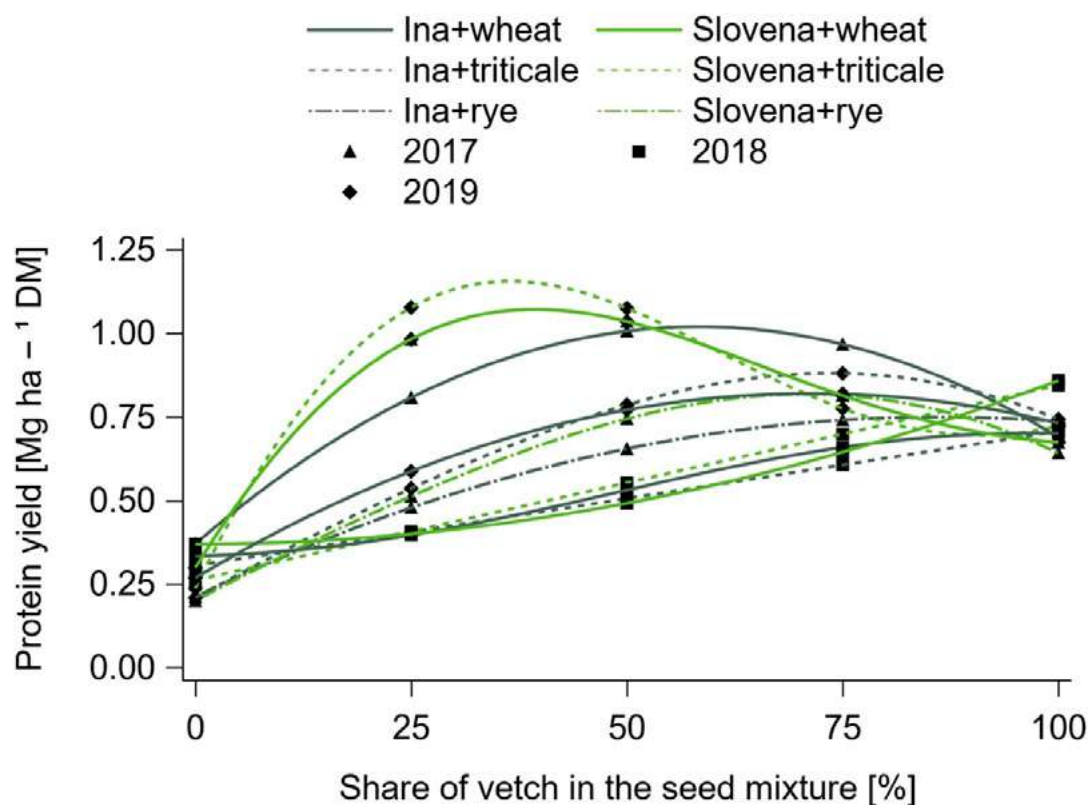 Ina+wheat Slovena+wheat
Ina+triticale Slovena+triticale
Ina+rye Slovena+rye
2017 2018
2019
Protein yield [Mg ha – ¹ DM]
1.25
1.00
0.75
0.50
0.25
0.00
0 25 50 75 100
Share of vetch in the seed mixture [%]